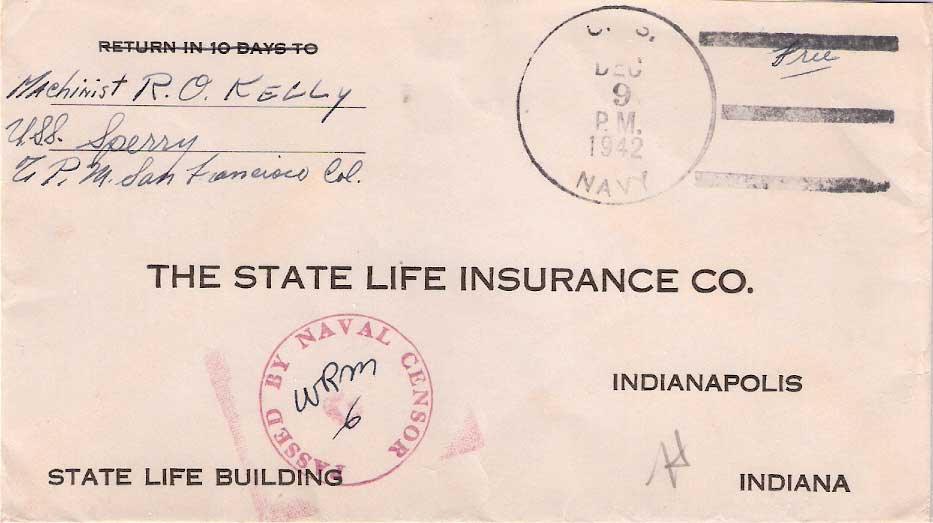 RETURN IN 10 DAYS TO
Machinist R.O. KELLY
USS. Sperry
℅ P.M. San Francisco Cal.
U. S.
DEC
9
P.M.
1942
NAVY
Free
THE STATE LIFE INSURANCE CO.
PASSED BY NAVAL CENSOR
WRM
6
INDIANAPOLIS
STATE LIFE BUILDING
INDIANA